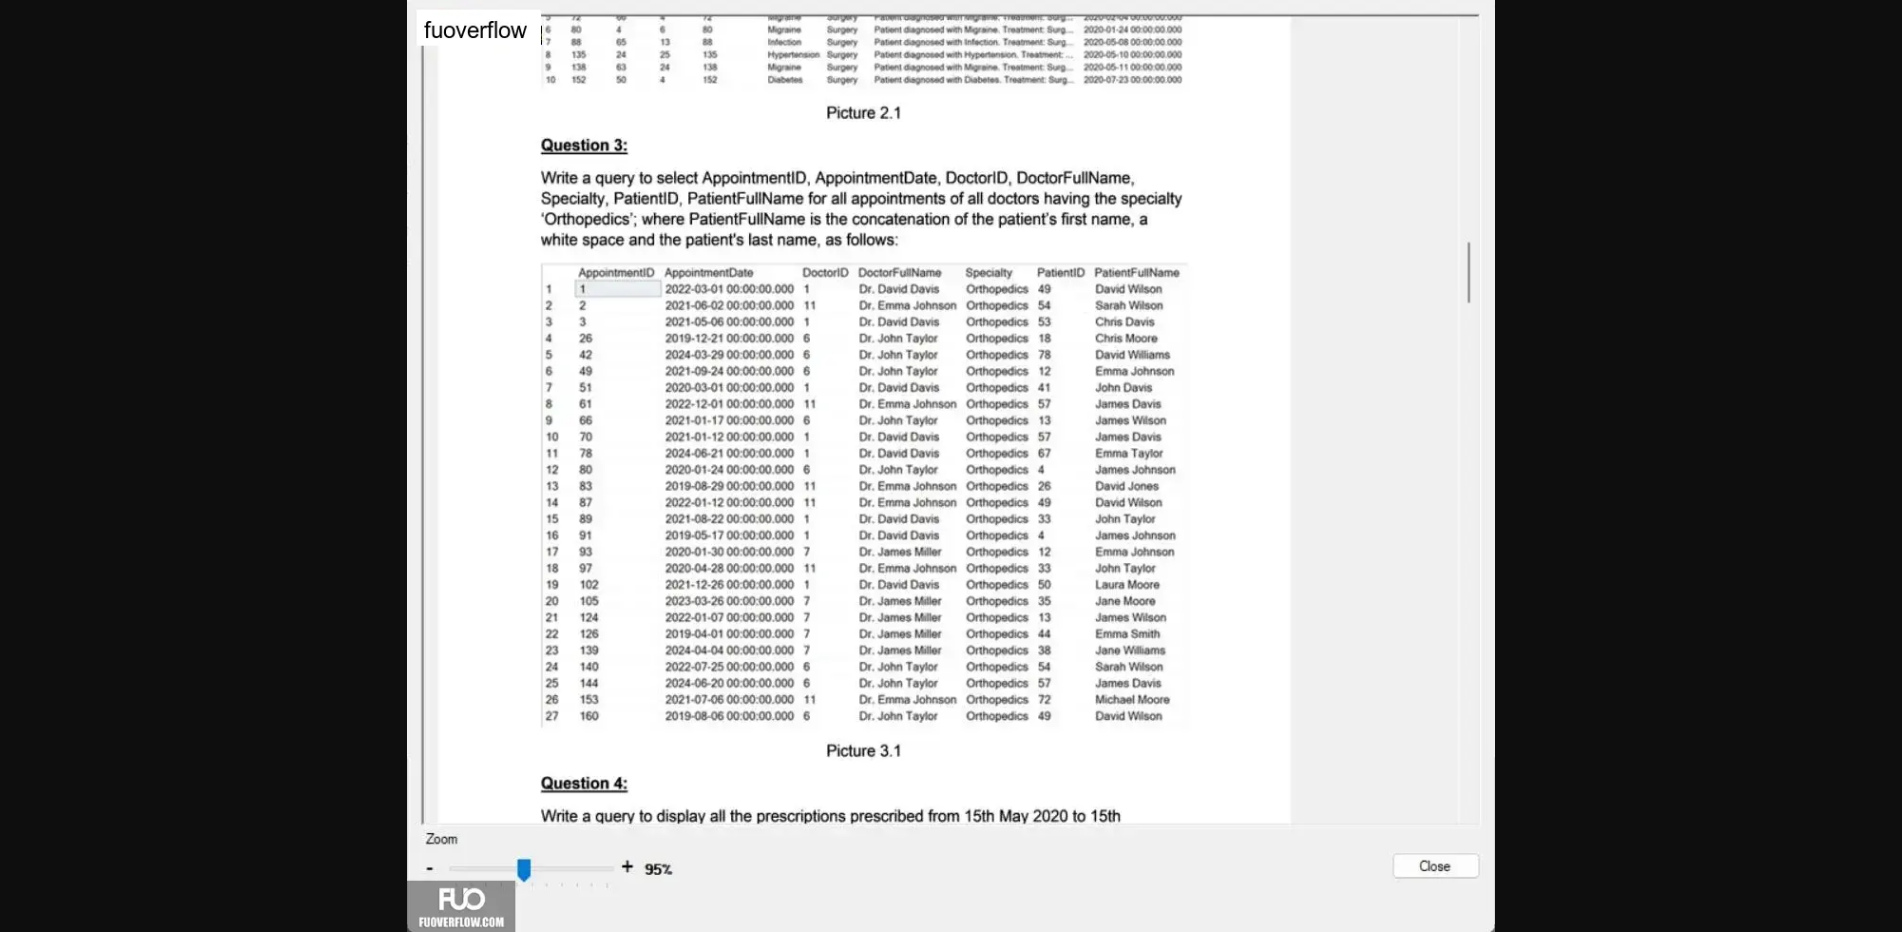 fuoverflow
5 72 60 4 72 Migraine Surgery Patient diagnosed with Migraine. Treatment: Surg... 2020-02-04 00:00:00.000
6 80 4 6 80 Migraine Surgery Patient diagnosed with Migraine. Treatment: Surg... 2020-01-24 00:00:00.000
7 88 65 13 88 Infection Surgery Patient diagnosed with Infection. Treatment: Surg... 2020-05-08 00:00:00.000
8 135 24 25 135 Hypertension Surgery Patient diagnosed with Hypertension. Treatment: ... 2020-05-10 00:00:00.000
9 138 63 24 138 Migraine Surgery Patient diagnosed with Migraine. Treatment: Surg... 2020-05-11 00:00:00.000
10 152 50 4 152 Diabetes Surgery Patient diagnosed with Diabetes. Treatment: Surg... 2020-07-23 00:00:00.000
Picture 2.1
Question 3:
Write a query to select AppointmentID, AppointmentDate, DoctorID, DoctorFullName,
Specialty, PatientID, PatientFullName for all appointments of all doctors having the specialty
'Orthopedics'; where PatientFullName is the concatenation of the patient's first name, a
white space and the patient's last name, as follows:
AppointmentID AppointmentDate DoctorID DoctorFullName Specialty PatientID PatientFullName
1 1 2022-03-01 00:00:00.000 1 Dr. David Davis Orthopedics 49 David Wilson
2 2 2021-06-02 00:00:00.000 11 Dr. Emma Johnson Orthopedics 54 Sarah Wilson
3 3 2021-05-06 00:00:00.000 1 Dr. David Davis Orthopedics 53 Chris Davis
4 26 2019-12-21 00:00:00.000 6 Dr. John Taylor Orthopedics 18 Chris Moore
5 42 2024-03-29 00:00:00.000 6 Dr. John Taylor Orthopedics 78 David Williams
6 49 2021-09-24 00:00:00.000 6 Dr. John Taylor Orthopedics 12 Emma Johnson
7 51 2020-03-01 00:00:00.000 1 Dr. David Davis Orthopedics 41 John Davis
8 61 2022-12-01 00:00:00.000 11 Dr. Emma Johnson Orthopedics 57 James Davis
9 66 2021-01-17 00:00:00.000 6 Dr. John Taylor Orthopedics 13 James Wilson
10 70 2021-01-12 00:00:00.000 1 Dr. David Davis Orthopedics 57 James Davis
11 78 2024-06-21 00:00:00.000 1 Dr. David Davis Orthopedics 67 Emma Taylor
12 80 2020-01-24 00:00:00.000 6 Dr. John Taylor Orthopedics 4 James Johnson
13 83 2019-08-29 00:00:00.000 11 Dr. Emma Johnson Orthopedics 26 David Jones
14 87 2022-01-12 00:00:00.000 11 Dr. Emma Johnson Orthopedics 49 David Wilson
15 89 2021-08-22 00:00:00.000 1 Dr. David Davis Orthopedics 33 John Taylor
16 91 2019-05-17 00:00:00.000 1 Dr. David Davis Orthopedics 4 James Johnson
17 93 2020-01-30 00:00:00.000 7 Dr. James Miller Orthopedics 12 Emma Johnson
18 97 2020-04-28 00:00:00.000 11 Dr. Emma Johnson Orthopedics 33 John Taylor
19 102 2021-12-26 00:00:00.000 1 Dr. David Davis Orthopedics 50 Laura Moore
20 105 2023-03-26 00:00:00.000 7 Dr. James Miller Orthopedics 35 Jane Moore
21 124 2022-01-07 00:00:00.000 7 Dr. James Miller Orthopedics 13 James Wilson
22 126 2019-04-01 00:00:00.000 7 Dr. James Miller Orthopedics 44 Emma Smith
23 139 2024-04-04 00:00:00.000 7 Dr. James Miller Orthopedics 38 Jane Williams
24 140 2022-07-25 00:00:00.000 6 Dr. John Taylor Orthopedics 54 Sarah Wilson
25 144 2024-06-20 00:00:00.000 6 Dr. John Taylor Orthopedics 57 James Davis
26 153 2021-07-06 00:00:00.000 11 Dr. Emma Johnson Orthopedics 72 Michael Moore
27 160 2019-08-06 00:00:00.000 6 Dr. John Taylor Orthopedics 49 David Wilson
Picture 3.1
Question 4:
Write a query to display all the prescriptions prescribed from 15th May 2020 to 15th
Zoom
- + 95%
Close
FUO
FUOVERFLOW.COM